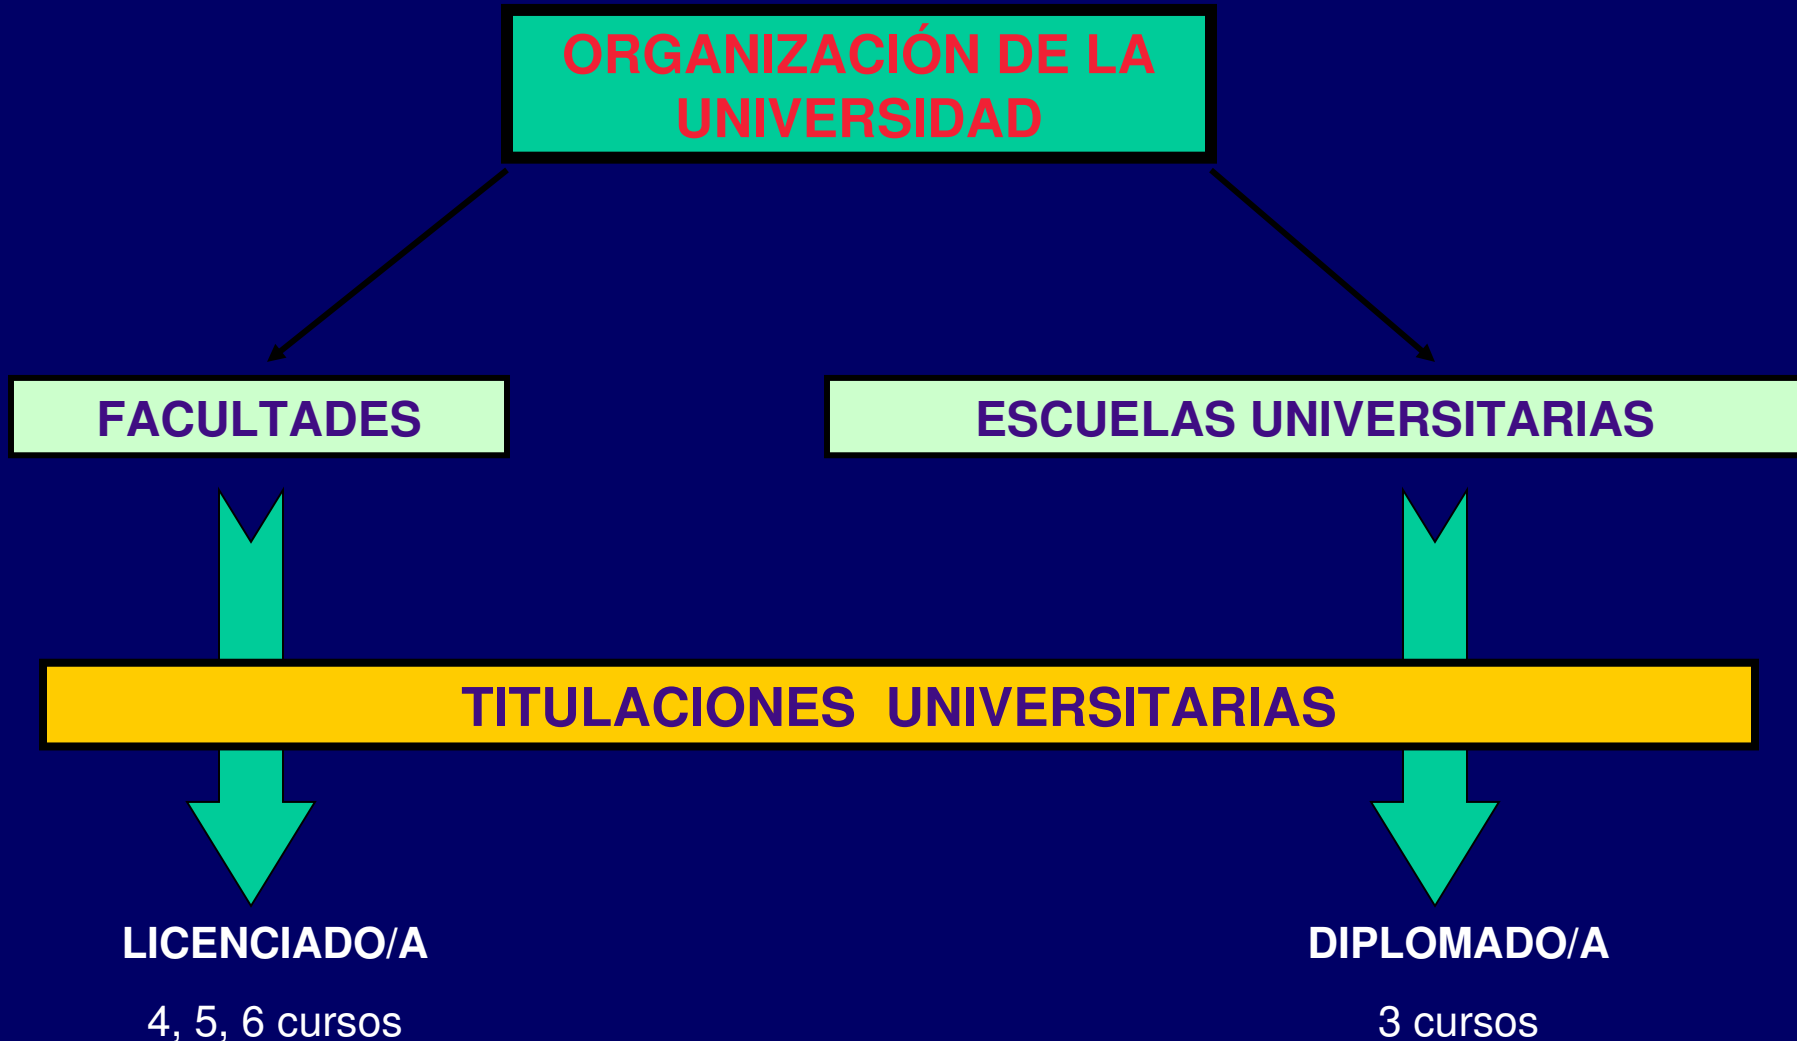 ORGANIZACIÓN DE LA
UNIVERSIDAD
FACULTADES
ESCUELAS UNIVERSITARIAS
TITULACIONES UNIVERSITARIAS
LICENCIADO/A
4, 5, 6 cursos
DIPLOMADO/A
3 cursos